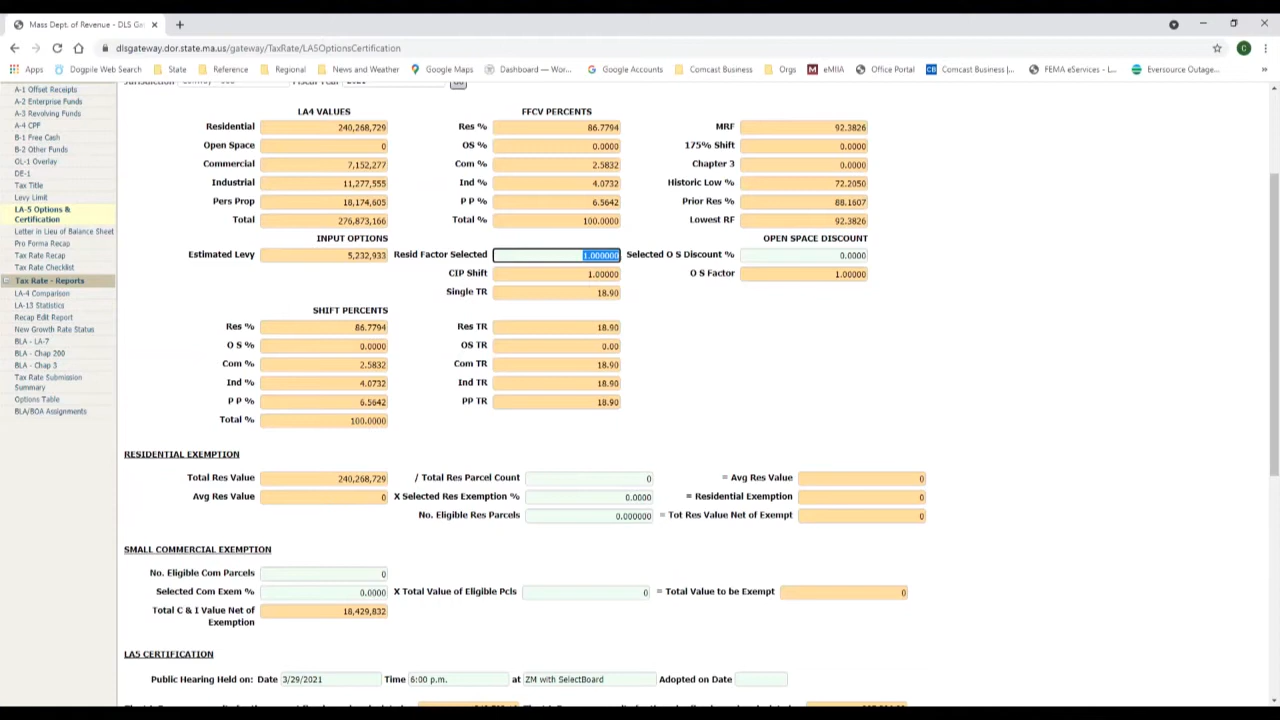 Mass Dept. of Revenue - DLS Ga
dlsgateway.dor.state.ma.us/gateway/TaxRate/LA5OptionsCertification
Apps Dogpile Web Search State Reference Regional News and Weather Google Maps Dashboard — Wor... Google Accounts Comcast Business Orgs eMIIA Office Portal Comcast Business |... FEMA eServices - L... Eversource Outage... »
A-1 Offset Receipts
A-2 Enterprise Funds
A-3 Revolving Funds
A-4 CPF
B-1 Free Cash
B-2 Other Funds
OL-1 Overlay
DE-1
Tax Title
Levy Limit
LA-5 Options &
Certification
Letter in Lieu of Balance Sheet
Pro Forma Recap
Tax Rate Recap
Tax Rate Checklist
Tax Rate - Reports
LA-4 Comparison
LA-13 Statistics
Recap Edit Report
New Growth Rate Status
BLA - LA-7
BLA - Chap 200
BLA - Chap 3
Tax Rate Submission
Summary
Options Table
BLA/BOA Assignments
LA4 VALUES FFCV PERCENTS
Residential 240,268,729 Res % 86.7794 MRF 92.3826
Open Space 0 OS % 0.0000 175% Shift 0.0000
Commercial 7,152,277 Com % 2.5832 Chapter 3 0.0000
Industrial 11,277,555 Ind % 4.0732 Historic Low % 72.2050
Pers Prop 18,174,605 P P % 6.5642 Prior Res % 88.1607
Total 276,873,166 Total % 100.0000 Lowest RF 92.3826
INPUT OPTIONS OPEN SPACE DISCOUNT
Estimated Levy 5,232,933 Resid Factor Selected 1.000000 Selected O S Discount % 0.0000
CIP Shift 1.00000 O S Factor 1.00000
Single TR 18.90
SHIFT PERCENTS
Res % 86.7794 Res TR 18.90
O S % 0.0000 OS TR 0.00
Com % 2.5832 Com TR 18.90
Ind % 4.0732 Ind TR 18.90
P P % 6.5642 PP TR 18.90
Total % 100.0000
RESIDENTIAL EXEMPTION
Total Res Value 240,268,729 / Total Res Parcel Count 0 = Avg Res Value 0
Avg Res Value 0 X Selected Res Exemption % 0.0000 = Residential Exemption 0
No. Eligible Res Parcels 0.000000 = Tot Res Value Net of Exempt 0
SMALL COMMERCIAL EXEMPTION
No. Eligible Com Parcels 0
Selected Com Exem % 0.0000 X Total Value of Eligible Pcls 0 = Total Value to be Exempt 0
Total C & I Value Net of
Exemption 18,429,832
LA5 CERTIFICATION
Public Hearing Held on: Date 3/29/2021 Time 6:00 p.m. at ZM with SelectBoard Adopted on Date